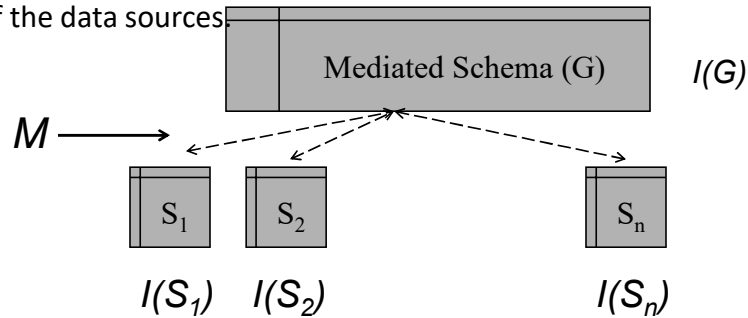 f the data sources.
Mediated Schema (G) I(G)
M
S₁ S₂ Sₙ
I(S₁) I(S₂) I(Sₙ)